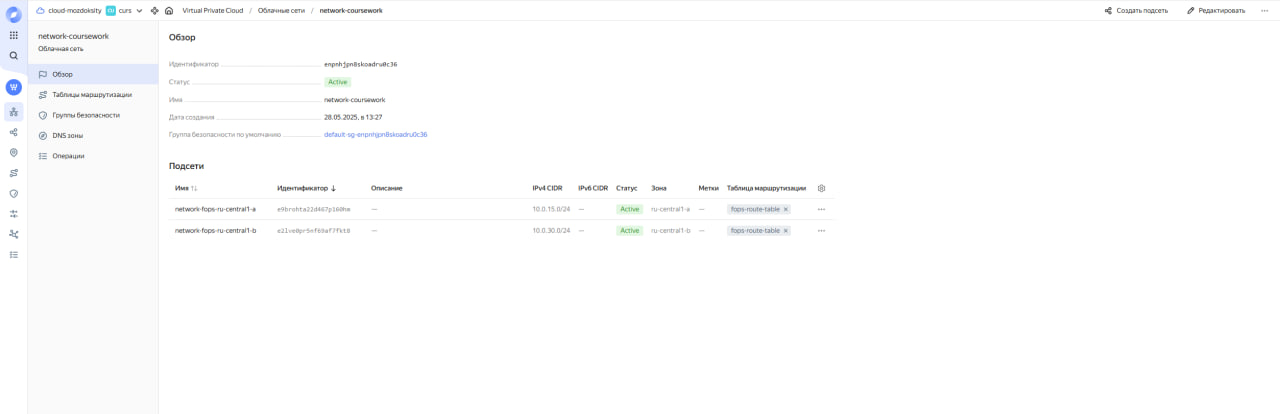 cloud-mozdoksity cu curs Virtual Private Cloud / Облачные сети / network-coursework Создать подсеть Редактировать
network-coursework
Облачная сеть
Обзор
Таблицы маршрутизации
Группы безопасности
DNS зоны
Операции
Обзор
Идентификатор enpnhjpn8skoadru0c36
Статус Active
Имя network-coursework
Дата создания 28.05.2025, в 13:27
Группа безопасности по умолчанию default-sg-enpnhjpn8skoadru0c36
Подсети
Имя Идентификатор Описание IPv4 CIDR IPv6 CIDR Статус Зона Метки Таблица маршрутизации
network-fops-ru-central1-a e9brohta22d467p160hm — 10.0.15.0/24 — Active ru-central1-a — fops-route-table ×
network-fops-ru-central1-b e2lve0pr5nf69af7fkt8 — 10.0.30.0/24 — Active ru-central1-b — fops-route-table ×